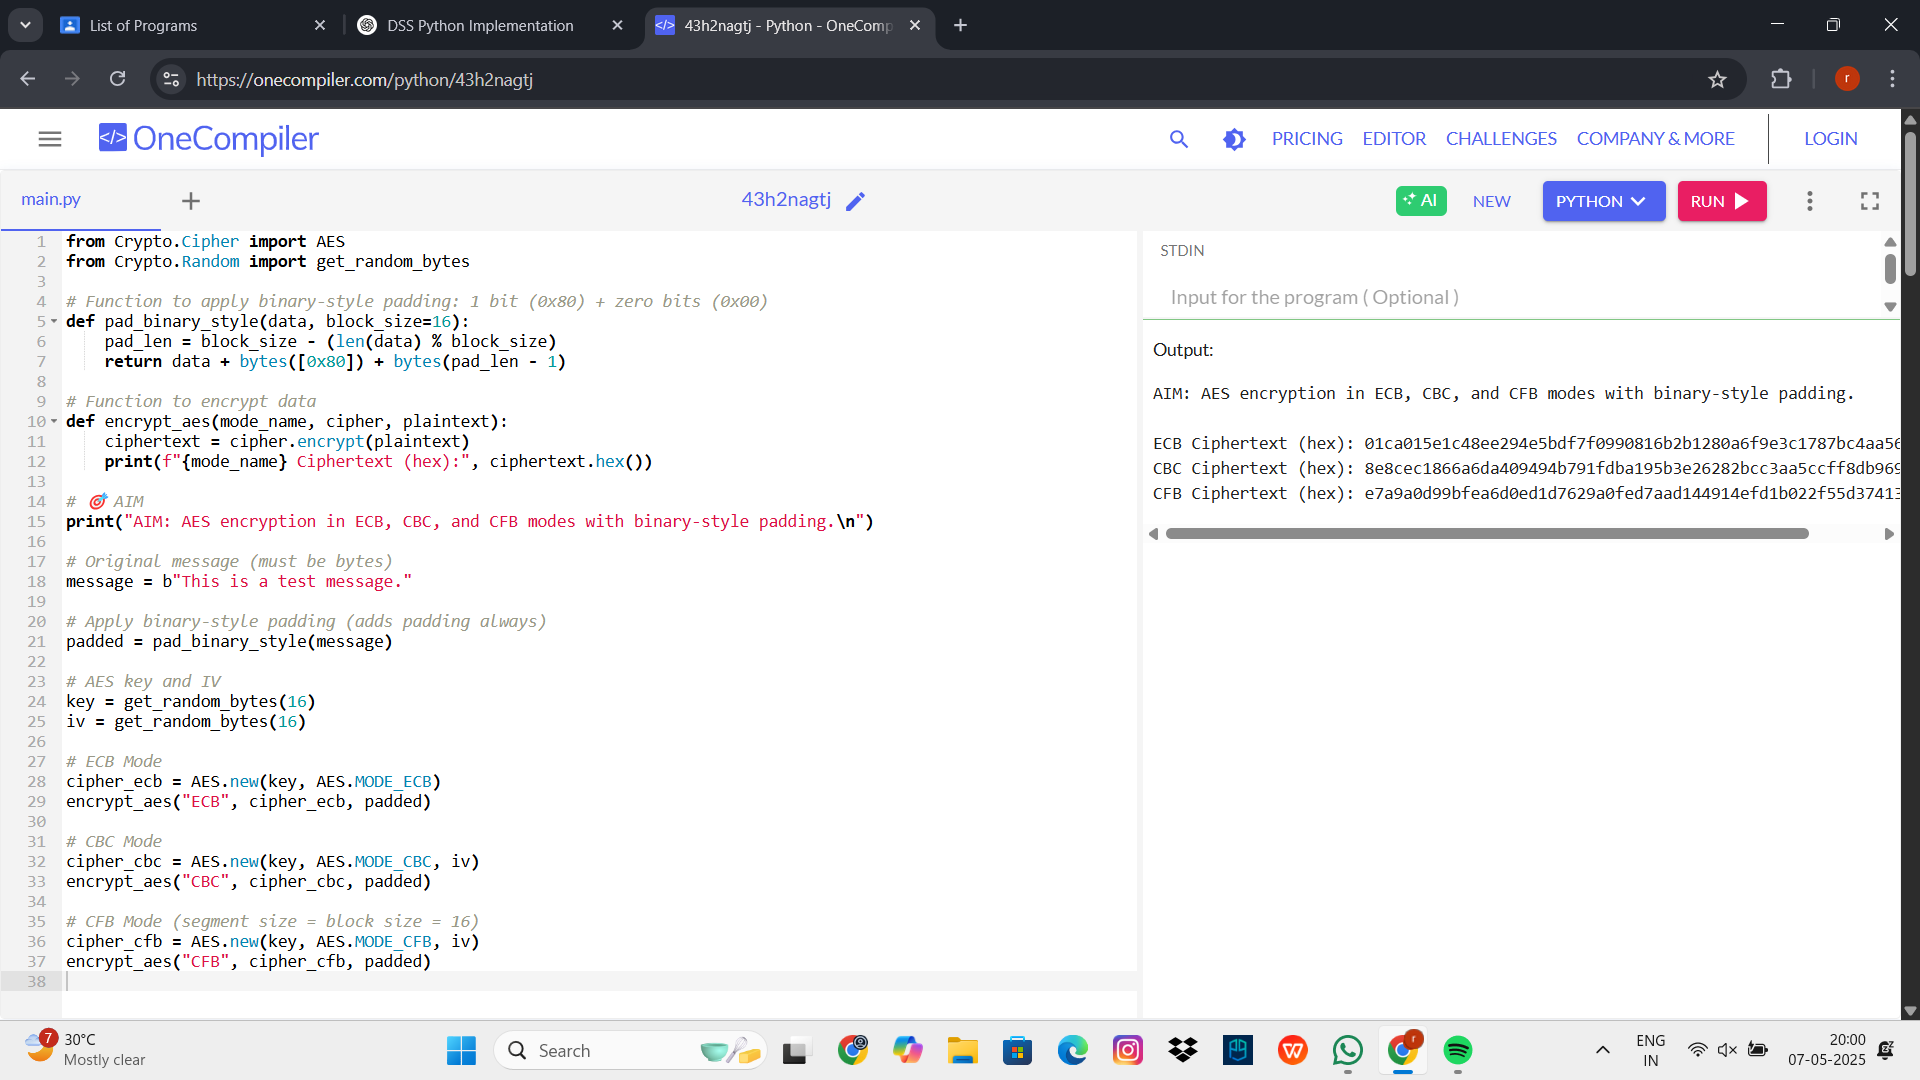 List of Programs
DSS Python Implementation
43h2nagtj - Python - OneComp
https://onecompiler.com/python/43h2nagtj
r
</> OneCompiler
PRICING
EDITOR
CHALLENGES
COMPANY & MORE
LOGIN
main.py
43h2nagtj
AI
NEW
PYTHON
RUN
1 from Crypto.Cipher import AES
2 from Crypto.Random import get_random_bytes
3
4 # Function to apply binary-style padding: 1 bit (0x80) + zero bits (0x00)
5 def pad_binary_style(data, block_size=16):
6     pad_len = block_size - (len(data) % block_size)
7     return data + bytes([0x80]) + bytes(pad_len - 1)
8
9 # Function to encrypt data
10 def encrypt_aes(mode_name, cipher, plaintext):
11     ciphertext = cipher.encrypt(plaintext)
12     print(f"{mode_name} Ciphertext (hex):", ciphertext.hex())
13
14 # 🎯 AIM
15 print("AIM: AES encryption in ECB, CBC, and CFB modes with binary-style padding.\n")
16
17 # Original message (must be bytes)
18 message = b"This is a test message."
19
20 # Apply binary-style padding (adds padding always)
21 padded = pad_binary_style(message)
22
23 # AES key and IV
24 key = get_random_bytes(16)
25 iv = get_random_bytes(16)
26
27 # ECB Mode
28 cipher_ecb = AES.new(key, AES.MODE_ECB)
29 encrypt_aes("ECB", cipher_ecb, padded)
30
31 # CBC Mode
32 cipher_cbc = AES.new(key, AES.MODE_CBC, iv)
33 encrypt_aes("CBC", cipher_cbc, padded)
34
35 # CFB Mode (segment size = block size = 16)
36 cipher_cfb = AES.new(key, AES.MODE_CFB, iv)
37 encrypt_aes("CFB", cipher_cfb, padded)
38
STDIN
Input for the program ( Optional )
Output:
AIM: AES encryption in ECB, CBC, and CFB modes with binary-style padding.
ECB Ciphertext (hex): 01ca015e1c48ee294e5bdf7f0990816b2b1280a6f9e3c1787bc4aa56
CBC Ciphertext (hex): 8e8cec1866a6da409494b791fdba195b3e26282bcc3aa5ccff8db969
CFB Ciphertext (hex): e7a9a0d99bfea6d0ed1d7629a0fed7aad144914efd1b022f55d37413
7
30°C
Mostly clear
Search
ENG
IN
20:00
07-05-2025